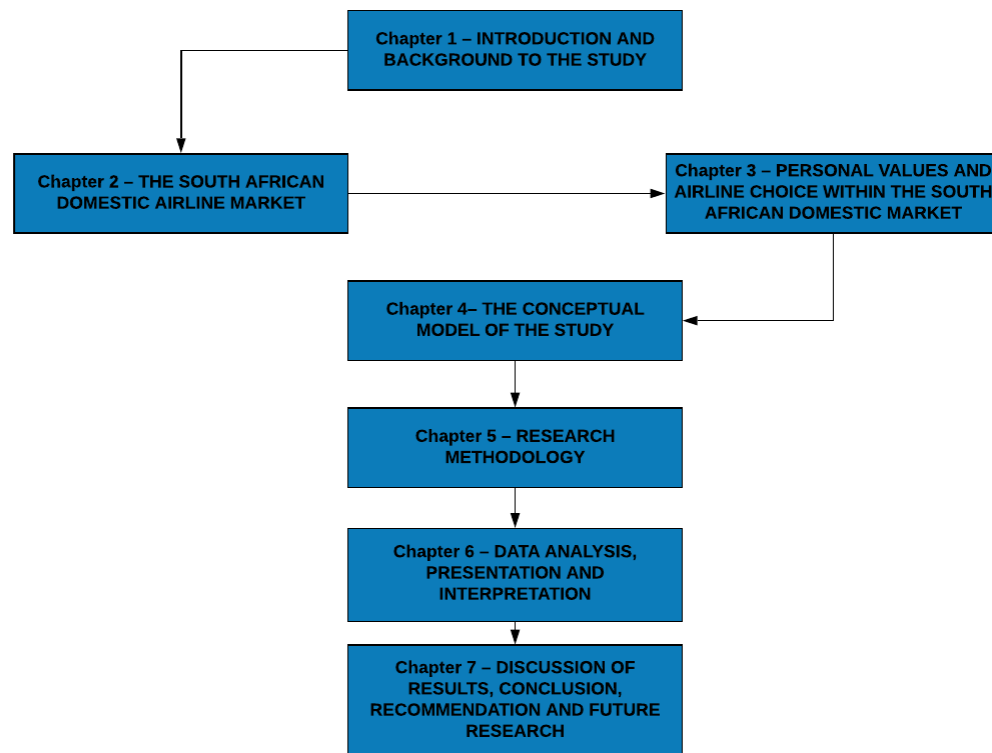 Chapter 1 – INTRODUCTION AND
BACKGROUND TO THE STUDY
Chapter 2 – THE SOUTH AFRICAN
DOMESTIC AIRLINE MARKET
Chapter 3 – PERSONAL VALUES AND
AIRLINE CHOICE WITHIN THE SOUTH
AFRICAN DOMESTIC MARKET
Chapter 4– THE CONCEPTUAL
MODEL OF THE STUDY
Chapter 5 – RESEARCH
METHODOLOGY
Chapter 6 – DATA ANALYSIS,
PRESENTATION AND
INTERPRETATION
Chapter 7 – DISCUSSION OF
RESULTS, CONCLUSION,
RECOMMENDATION AND FUTURE
RESEARCH